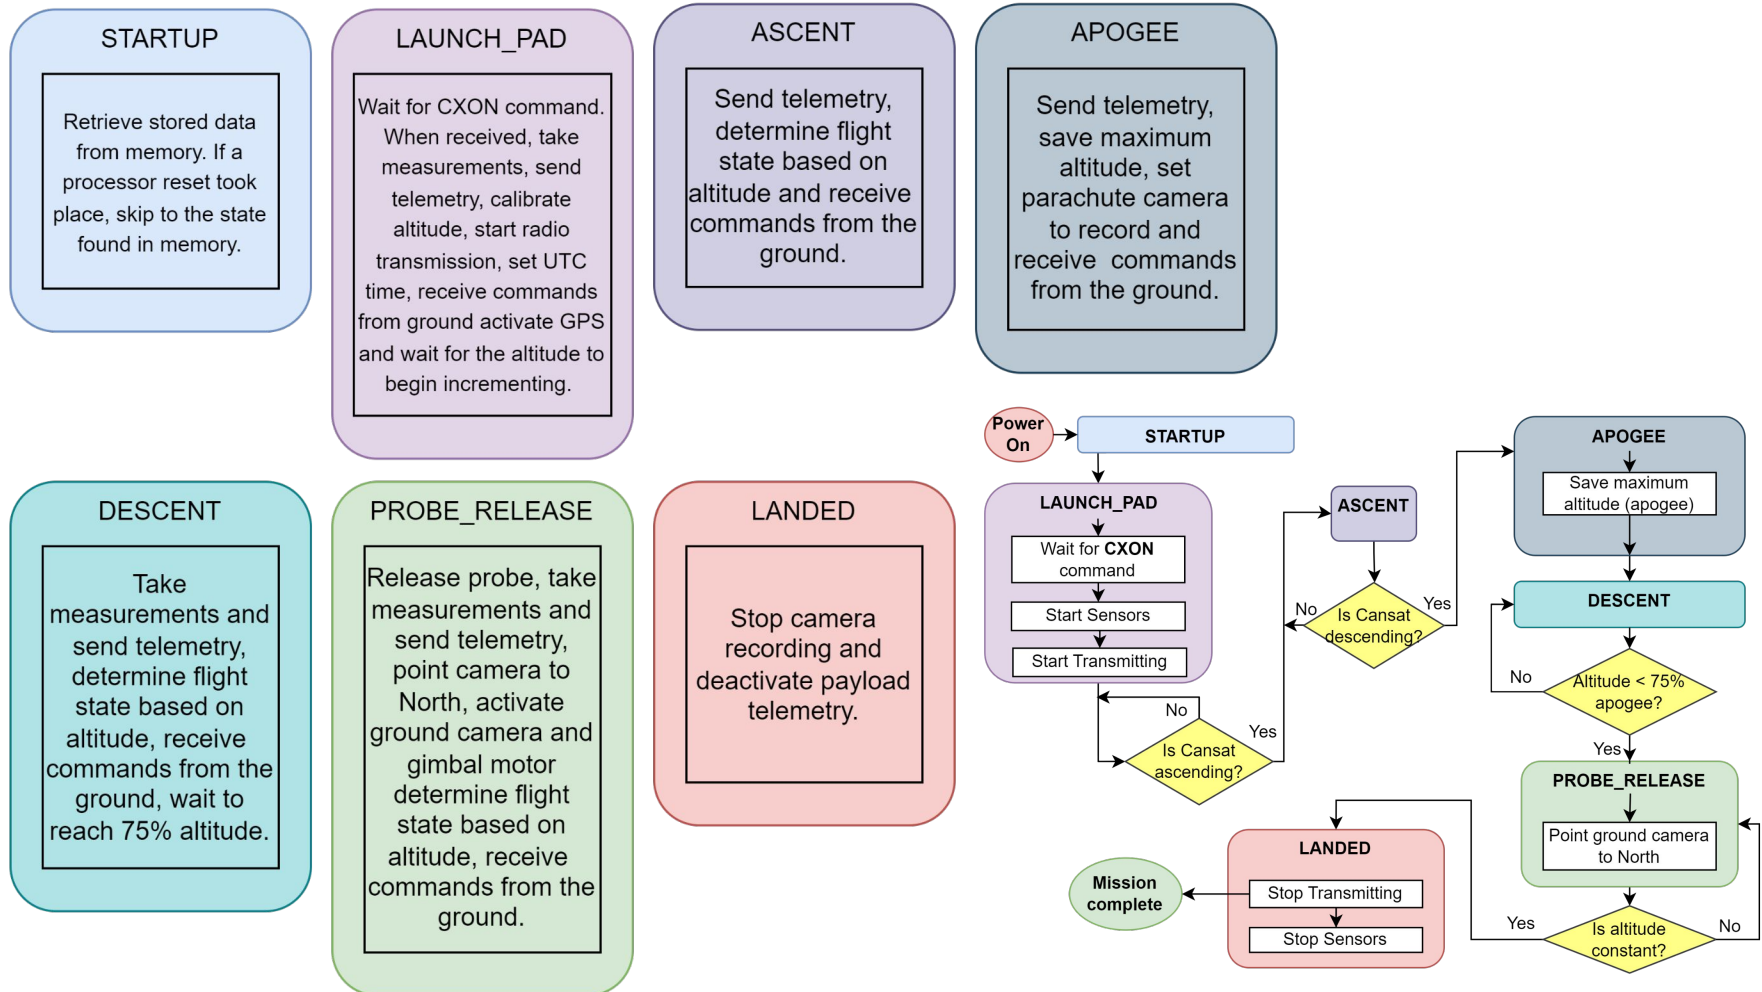 STARTUP
Retrieve stored data
from memory. If a
processor reset took
place, skip to the state
found in memory.
LAUNCH_PAD
Wait for CXON command.
When received, take
measurements, send
telemetry, calibrate
altitude, start radio
transmission, set UTC
time, receive commands
from ground activate GPS
and wait for the altitude to
begin incrementing.
ASCENT
Send telemetry,
determine flight
state based on
altitude and receive
commands from the
ground.
APOGEE
Send telemetry,
save maximum
altitude, set
parachute camera
to record and
receive commands
from the ground.
DESCENT
Take
measurements and
send telemetry,
determine flight
state based on
altitude, receive
commands from the
ground, wait to
reach 75% altitude.
PROBE_RELEASE
Release probe, take
measurements and
send telemetry,
point camera to
North, activate
ground camera and
gimbal motor
determine flight
state based on
altitude, receive
commands from the
ground.
LANDED
Stop camera
recording and
deactivate payload
telemetry.
Power
On
STARTUP
LAUNCH_PAD
Wait for CXON
command
Start Sensors
Start Transmitting
No
Is Cansat
ascending?
Yes
ASCENT
No
Is Cansat
descending?
Yes
APOGEE
Save maximum
altitude (apogee)
DESCENT
No
Altitude < 75%
apogee?
Yes
PROBE_RELEASE
Point ground camera
to North
Is altitude
constant?
No
Yes
LANDED
Stop Transmitting
Stop Sensors
Mission
complete